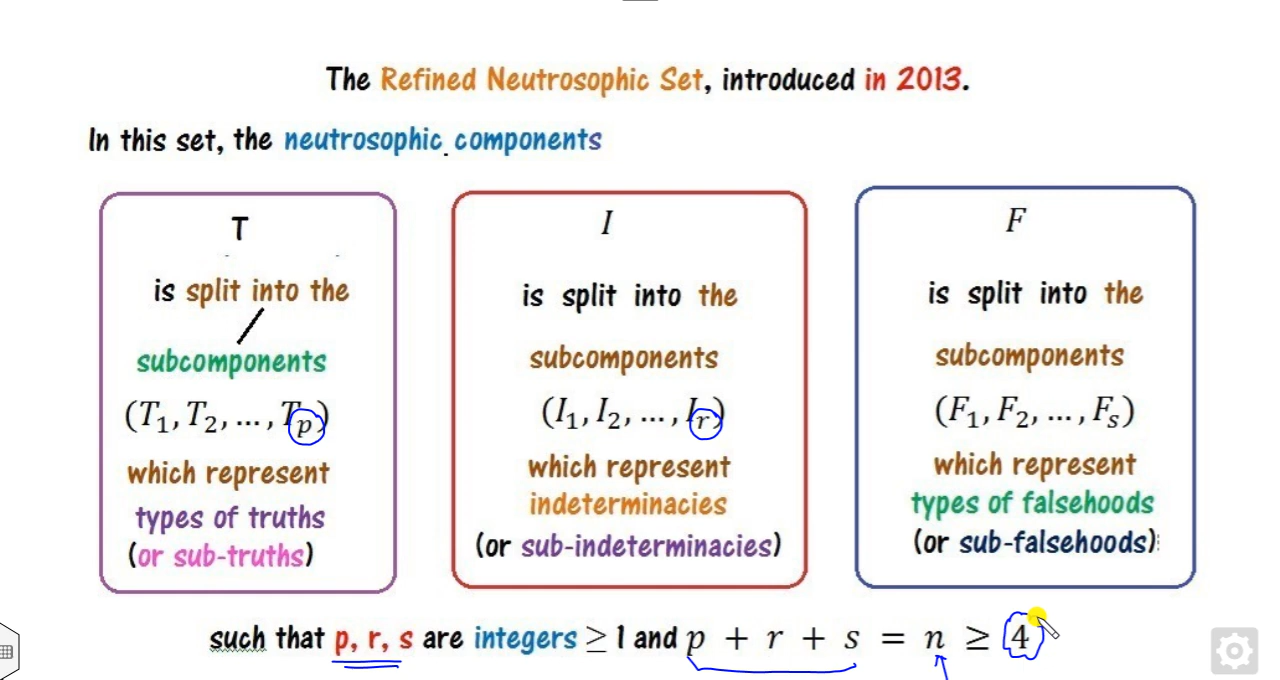 The Refined Neutrosophic Set, introduced in 2013.
In this set, the neutrosophic components
T
is split into the
subcomponents
(T₁, T₂, ..., Tₚ)
which represent
types of truths
(or sub-truths)
I
is split into the
subcomponents
(I₁, I₂, ..., Iᵣ)
which represent
indeterminacies
(or sub-indeterminacies)
F
is split into the
subcomponents
(F₁, F₂, ..., Fₛ)
which represent
types of falsehoods
(or sub-falsehoods)
such that p, r, s are integers ≥ 1 and p + r + s = n ≥ 4